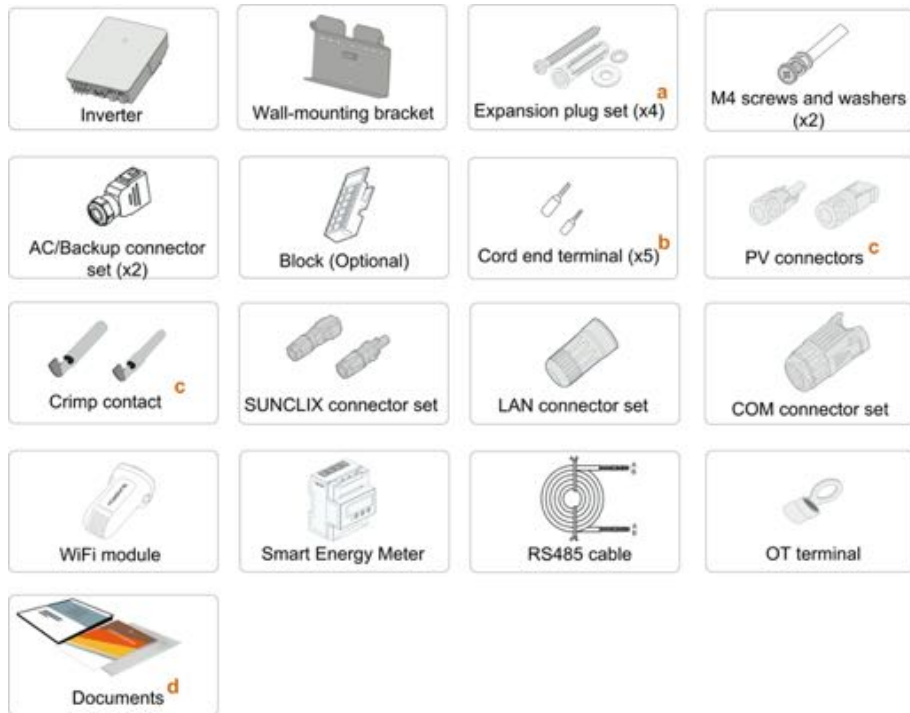 Inverter
Wall-mounting bracket
Expansion plug set (x4) a
M4 screws and washers
(x2)
AC/Backup connector
set (x2)
Block (Optional)
Cord end terminal (x5) b
PV connectors c
Crimp contact c
SUNCLIX connector set
LAN connector set
COM connector set
WiFi module
Smart Energy Meter
RS485 cable
OT terminal
Documents d